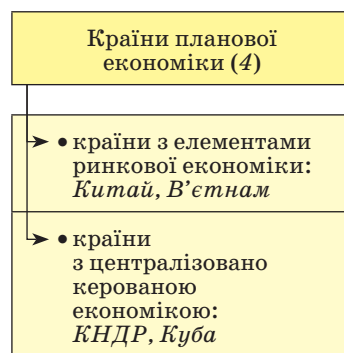 Країни планової
економіки (4)
• країни з елементами
ринкової економіки:
Китай, В’єтнам
• країни
з централізовано
керованою
економікою:
КНДР, Куба